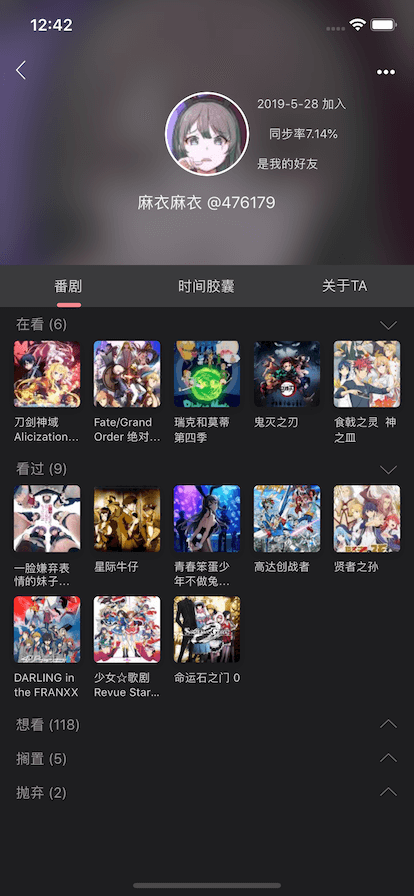 12:42
2019-5-28 加入
同步率7.14%
是我的好友
麻衣麻衣 @476179
番剧 时间胶囊 关于TA
在看 (6)
刀剑神域 Fate/Grand 瑞克和莫蒂 鬼灭之刃 食戟之灵 神
Alicization... Order 绝对... 第四季 之皿
看过 (9)
一脸嫌弃表 星际牛仔 青春笨蛋少 高达创战者 贤者之孙
情的妹子... 年不做兔...
DARLING in 少女☆歌剧 命运石之门 0
the FRANXX Revue Star...
想看 (118)
搁置 (5)
抛弃 (2)